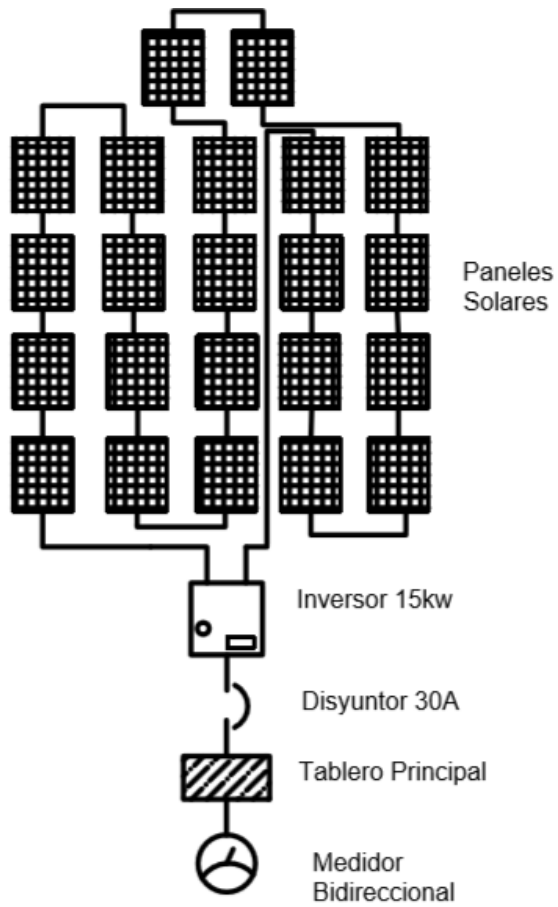 Paneles
Solares
Inversor 15kw
Disyuntor 30A
Tablero Principal
Medidor
Bidireccional